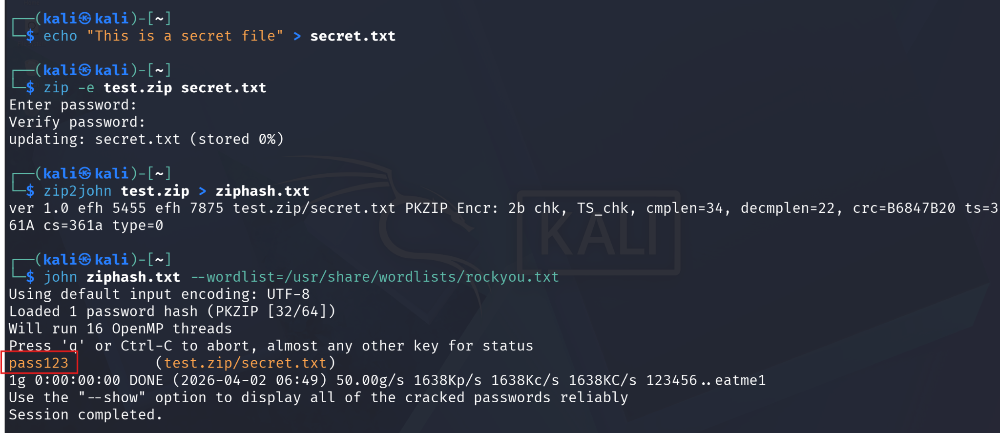 ┌──(kali㉿kali)-[~]
└─$ echo "This is a secret file" > secret.txt
┌──(kali㉿kali)-[~]
└─$ zip -e test.zip secret.txt
Enter password:
Verify password:
updating: secret.txt (stored 0%)
┌──(kali㉿kali)-[~]
└─$ zip2john test.zip > ziphash.txt
ver 1.0 efh 5455 efh 7875 test.zip/secret.txt PKZIP Encr: 2b chk, TS_chk, cmplen=34, decmplen=22, crc=B6847B20 ts=3
61A cs=361a type=0
KALI
┌──(kali㉿kali)-[~]
└─$ john ziphash.txt --wordlist=/usr/share/wordlists/rockyou.txt
Using default input encoding: UTF-8
Loaded 1 password hash (PKZIP [32/64])
Will run 16 OpenMP threads
Press 'q' or Ctrl-C to abort, almost any other key for status
pass123          (test.zip/secret.txt)
1g 0:00:00:00 DONE (2026-04-02 06:49) 50.00g/s 1638Kp/s 1638Kc/s 1638KC/s 123456..eatme1
Use the "--show" option to display all of the cracked passwords reliably
Session completed.